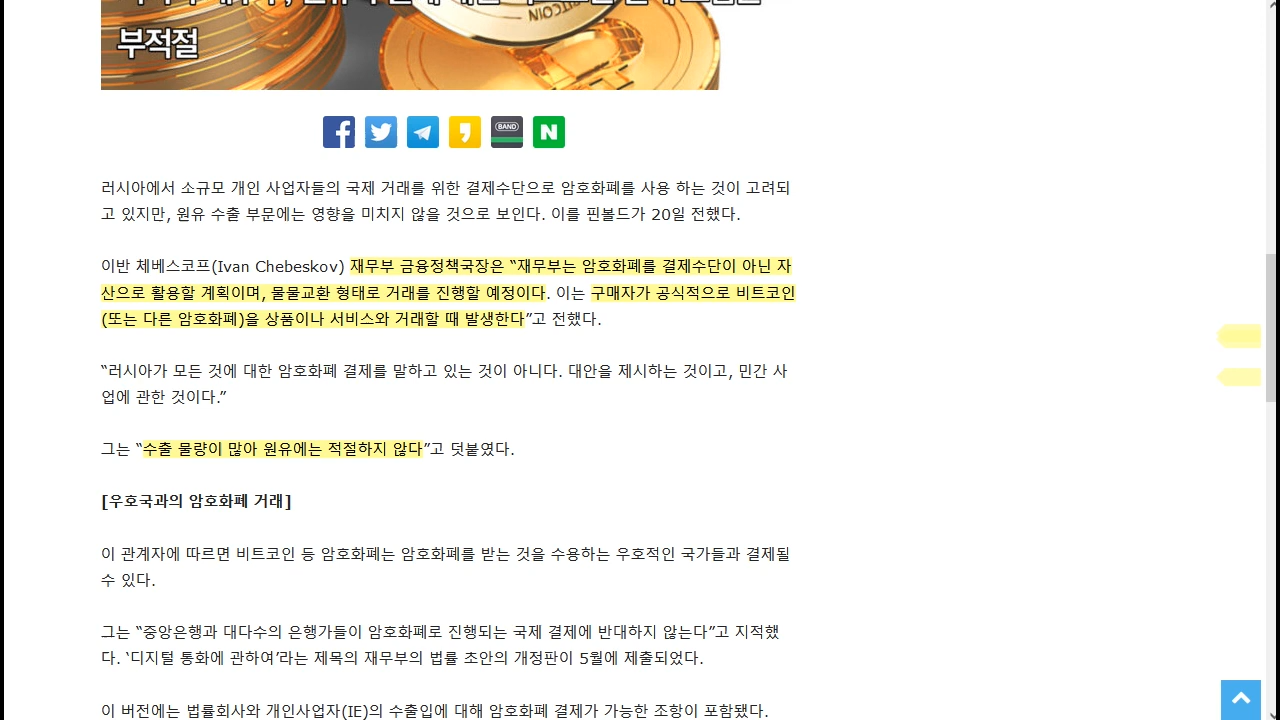 BITCOIN
부적절
BAND
N
러시아에서 소규모 개인 사업자들의 국제 거래를 위한 결제수단으로 암호화폐를 사용 하는 것이 고려되
고 있지만, 원유 수출 부문에는 영향을 미치지 않을 것으로 보인다. 이를 핀볼드가 20일 전했다.
이반 체베스코프(Ivan Chebeskov) 재무부 금융정책국장은 “재무부는 암호화폐를 결제수단이 아닌 자
산으로 활용할 계획이며, 물물교환 형태로 거래를 진행할 예정이다. 이는 구매자가 공식적으로 비트코인
(또는 다른 암호화폐)을 상품이나 서비스와 거래할 때 발생한다”고 전했다.
“러시아가 모든 것에 대한 암호화폐 결제를 말하고 있는 것이 아니다. 대안을 제시하는 것이고, 민간 사
업에 관한 것이다.”
그는 “수출 물량이 많아 원유에는 적절하지 않다”고 덧붙였다.
[우호국과의 암호화폐 거래]
이 관계자에 따르면 비트코인 등 암호화폐는 암호화폐를 받는 것을 수용하는 우호적인 국가들과 결제될
수 있다.
그는 “중앙은행과 대다수의 은행가들이 암호화폐로 진행되는 국제 결제에 반대하지 않는다”고 지적했
다. ‘디지털 통화에 관하여’라는 제목의 재무부의 법률 초안의 개정판이 5월에 제출되었다.
이 버전에는 법률회사와 개인사업자(IE)의 수출입에 대해 암호화폐 결제가 가능한 조항이 포함됐다.